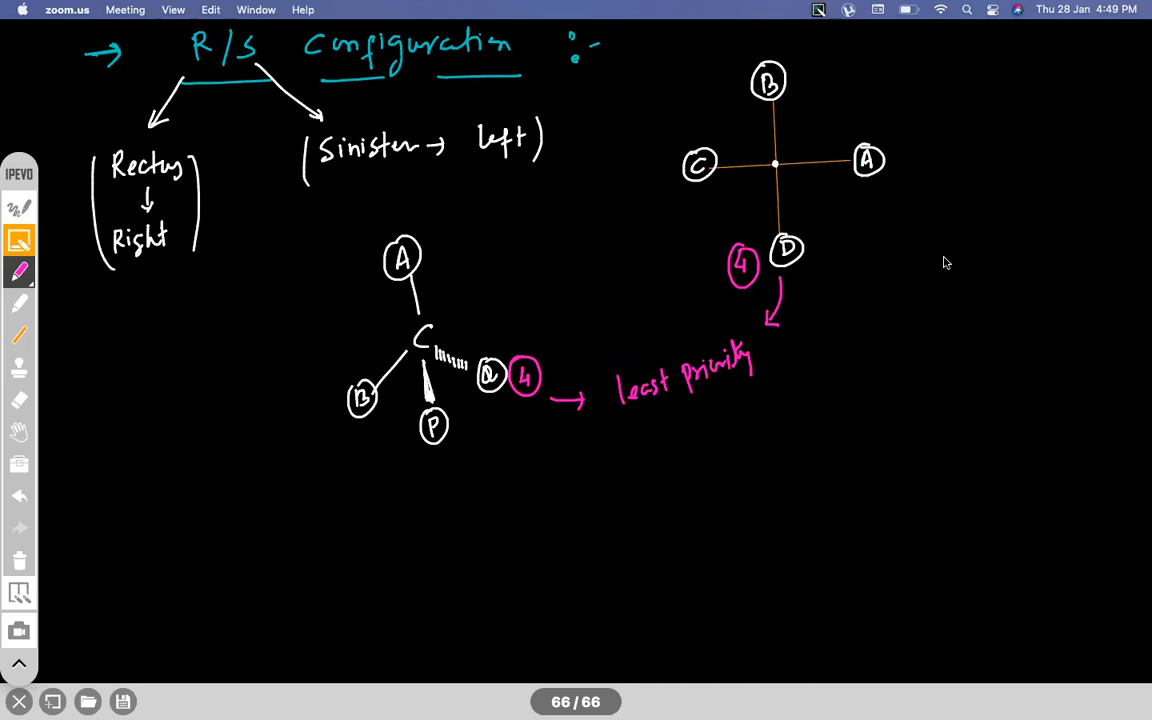 zoom.us Meeting View Edit Window Help Thu 28 Jan 4:49 PM
→ R/S Configuration :-
(Rectus ↓ Right)
(Sinister → left)
B
C A
4 D
IPEVO
A
C
B Q 4 → least priority
P
66 / 66